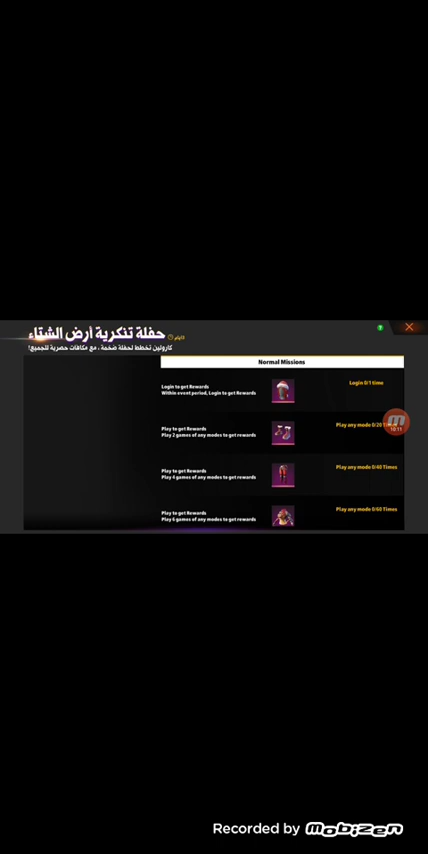 حفلة تنكرية أرض الشتاء
كارولين تخطط لحفلة ضخمة ، مع مكافآت حصرية للجميع!
Normal Missions
Login to get Rewards
Within event period, Login to get Rewards
Login 0/1 time
Play to get Rewards
Play 2 games of any modes to get rewards
Play any mode 0/20
10:11
Play to get Rewards
Play 4 games of any modes to get rewards
Play any mode 0/40 Times
Play to get Rewards
Play 6 games of any modes to get rewards
Play any mode 0/60 Times
Recorded by mobizen